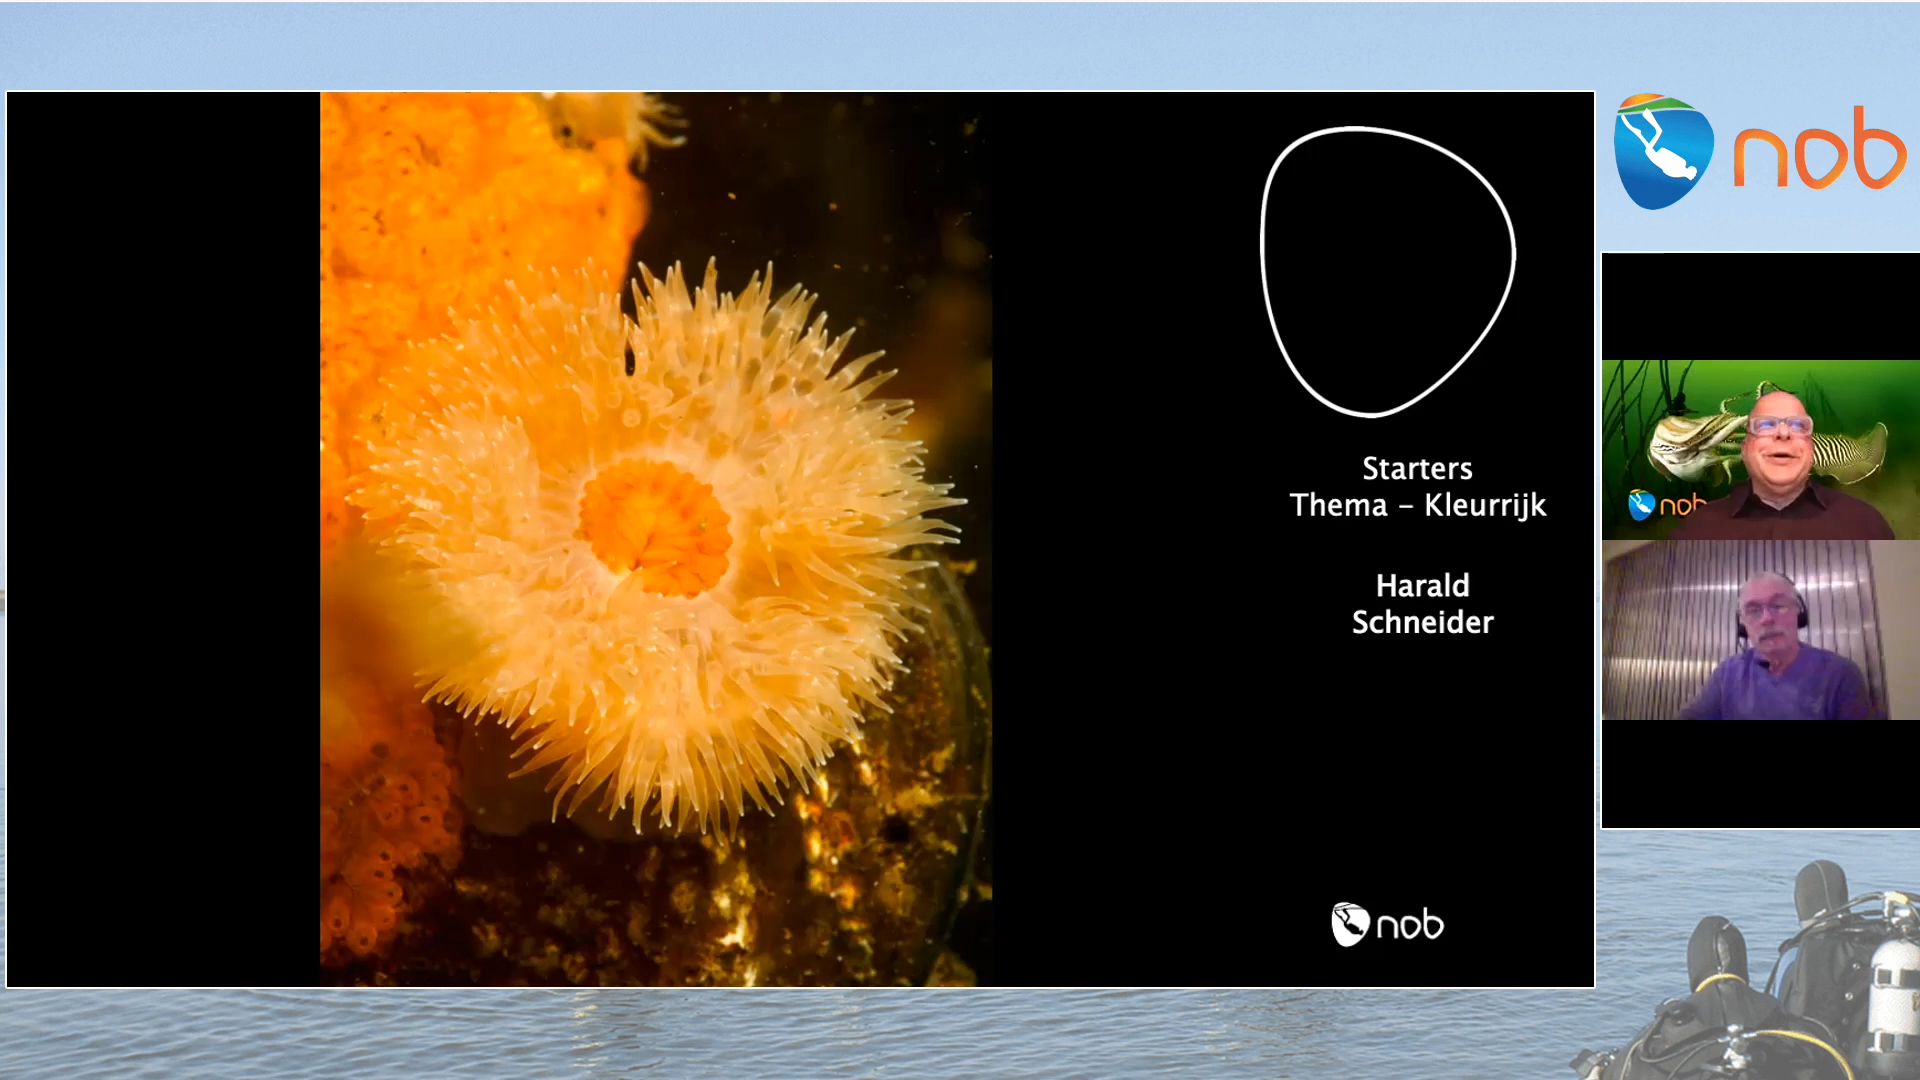 nob
Starters
Thema – Kleurrijk
Harald
Schneider
nob
nob